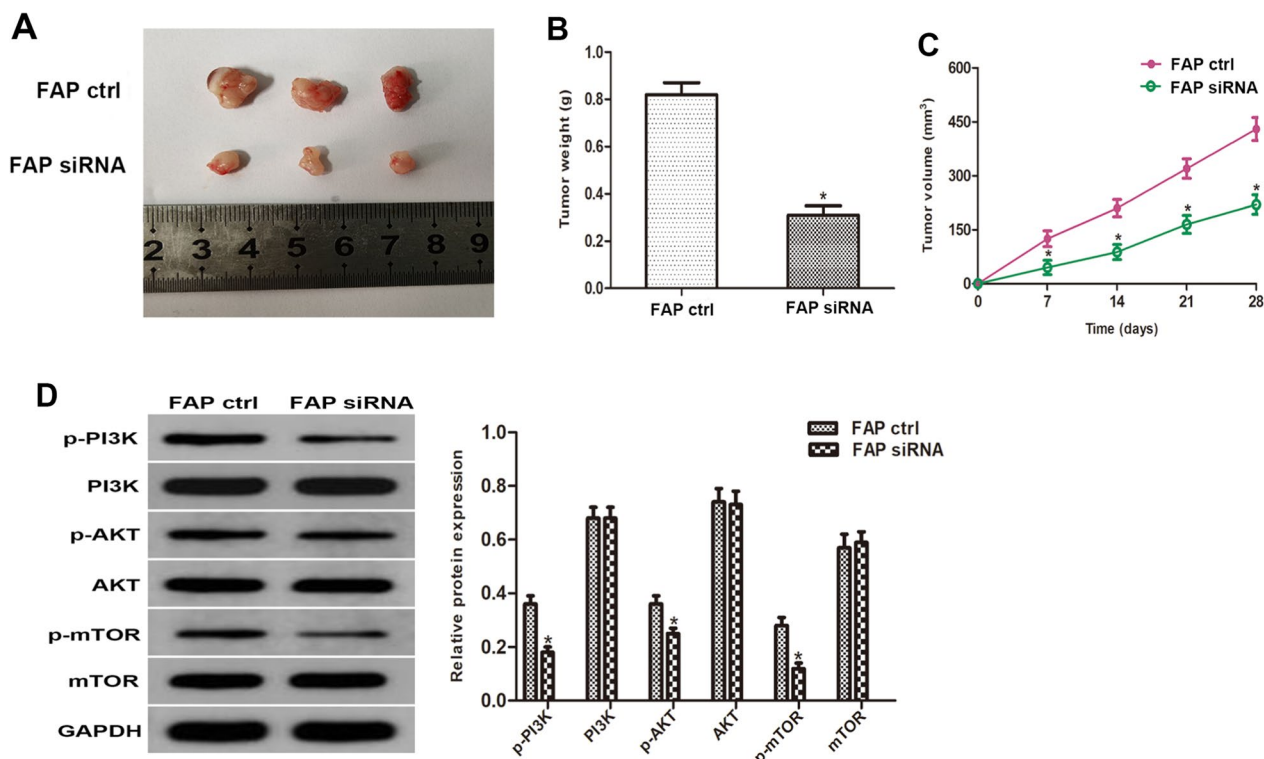 A
FAP ctrl
FAP siRNA
2 3 4 5 6 7 8 9
B
Tumor weight (g)
1.0
0.8
0.6
0.4
0.2
0.0
*
FAP ctrl FAP siRNA
C
FAP ctrl
FAP siRNA
Tumor volume (mm³)
600
450
300
150
0
* * * *
0 7 14 21 28
Time (days)
D
FAP ctrl FAP siRNA
p-PI3K
PI3K
p-AKT
AKT
p-mTOR
mTOR
GAPDH
FAP ctrl
FAP siRNA
Relative protein expression
1.0
0.8
0.6
0.4
0.2
0.0
* * *
p-PI3K PI3K p-AKT AKT p-mTOR mTOR